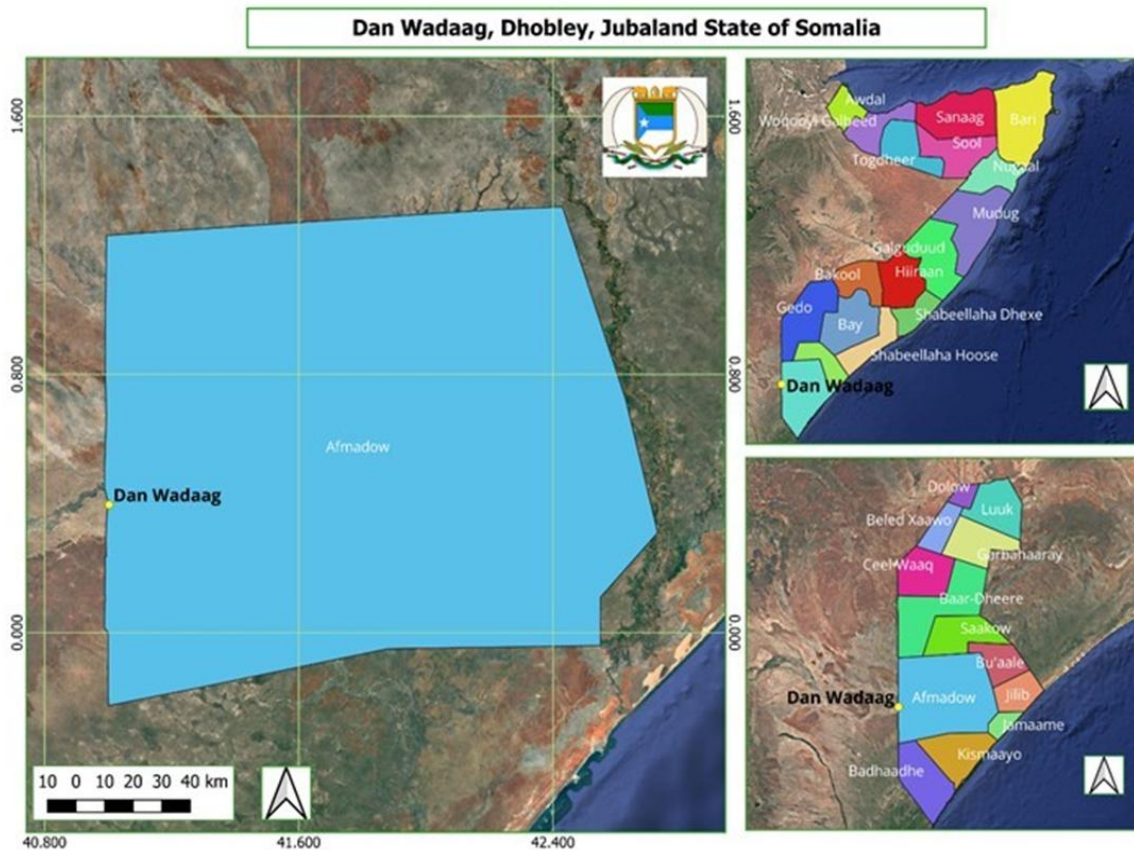 Dan Wadaag, Dhobley, Jubaland State of Somalia
1.600
0.800
0.000
1.600
0.800
0.000
40.800
41.600
42.400
Afmadow
Dan Wadaag
10 0 10 20 30 40 km
Awdal
Woqooyi Galbeed
Togdheer
Sanaag
Sool
Bari
Nugaal
Mudug
Galguduud
Hiiraan
Bakool
Gedo
Bay
Shabeellaha Dhexe
Shabeellaha Hoose
Dan Wadaag
Dolow
Luuk
Beled Xaawo
Garbahaaray
Ceel-Waaq
Baar-Dheere
Saakow
Bu'aale
Dan Wadaag
Afmadow
Jilib
Jamaame
Kismaayo
Badhaadhe